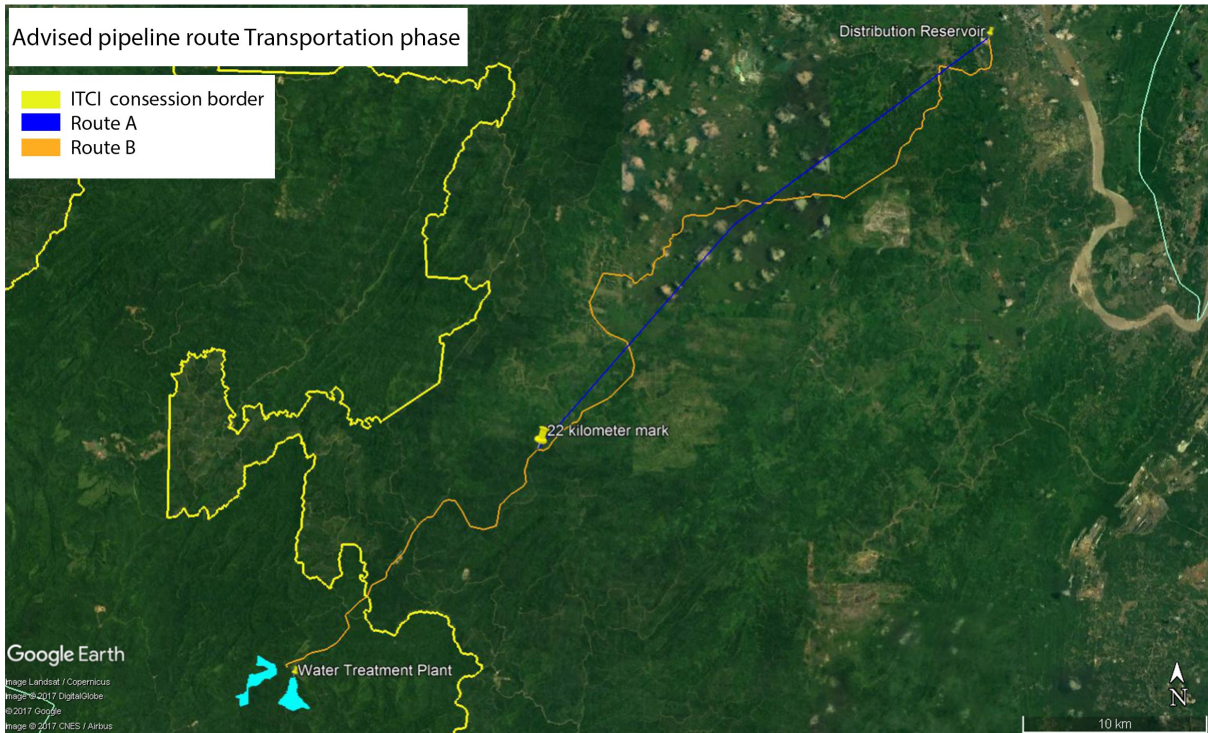 Advised pipeline route Transportation phase
ITCI consession border
Route A
Route B
Distribution Reservoir
22 kilometer mark
Water Treatment Plant
Google Earth
Image Landsat / Copernicus
Image © 2017 DigitalGlobe
©2017 Google
Image © 2017 CNES / Airbus
N
10 km